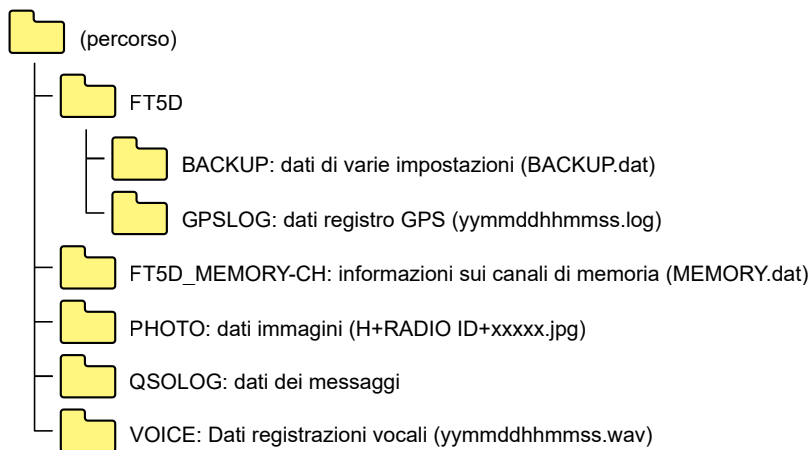 (percorso)
FT5D
BACKUP: dati di varie impostazioni (BACKUP.dat)
GPSLOG: dati registro GPS (yymmddhhmmss.log)
FT5D_MEMORY-CH: informazioni sui canali di memoria (MEMORY.dat)
PHOTO: dati immagini (H+RADIO ID+xxxxx.jpg)
QSOLOG: dati dei messaggi
VOICE: Dati registrazioni vocali (yymmddhhmmss.wav)